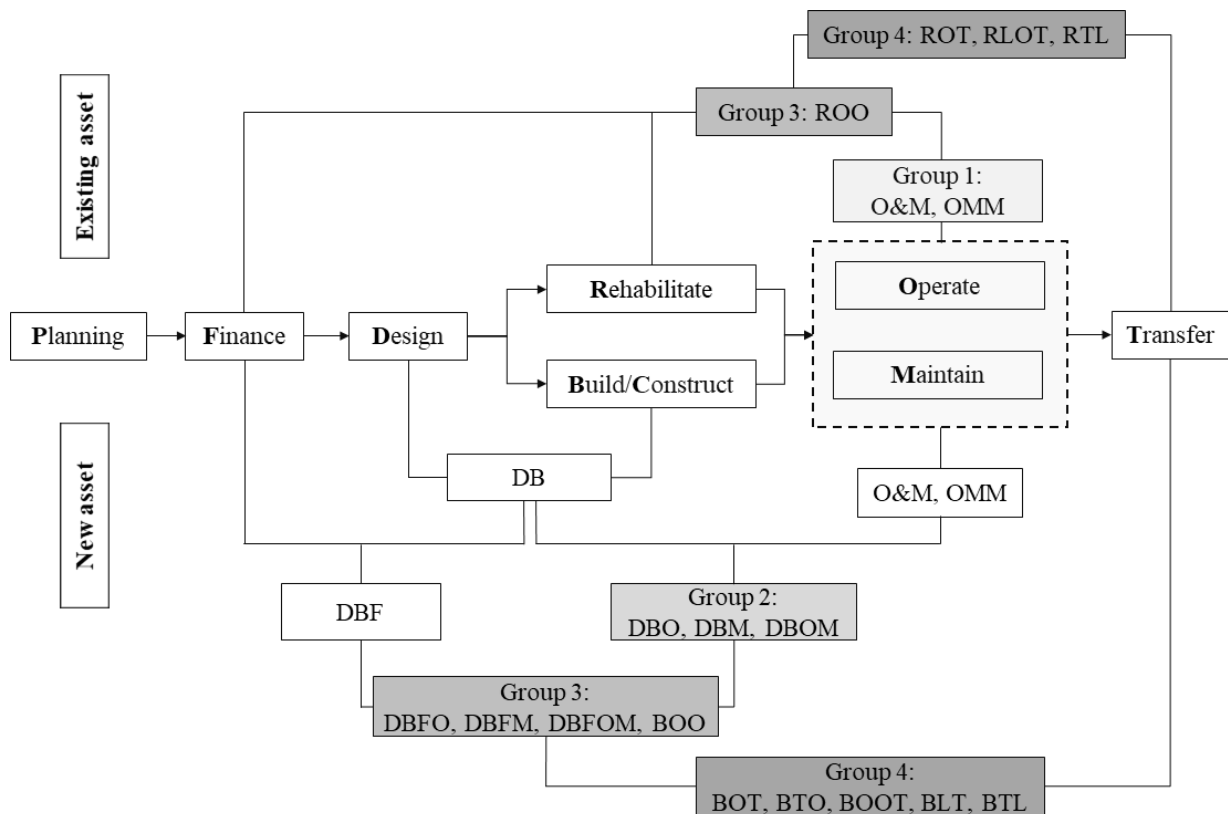 Group 4: ROT, RLOT, RTL
Existing asset
Group 3: ROO
Group 1:
O&M, OMM
Rehabilitate
Operate
Planning
Finance
Design
Transfer
Build/Construct
Maintain
New asset
DB
O&M, OMM
DBF
Group 2:
DBO, DBM, DBOM
Group 3:
DBFO, DBFM, DBFOM, BOO
Group 4:
BOT, BTO, BOOT, BLT, BTL